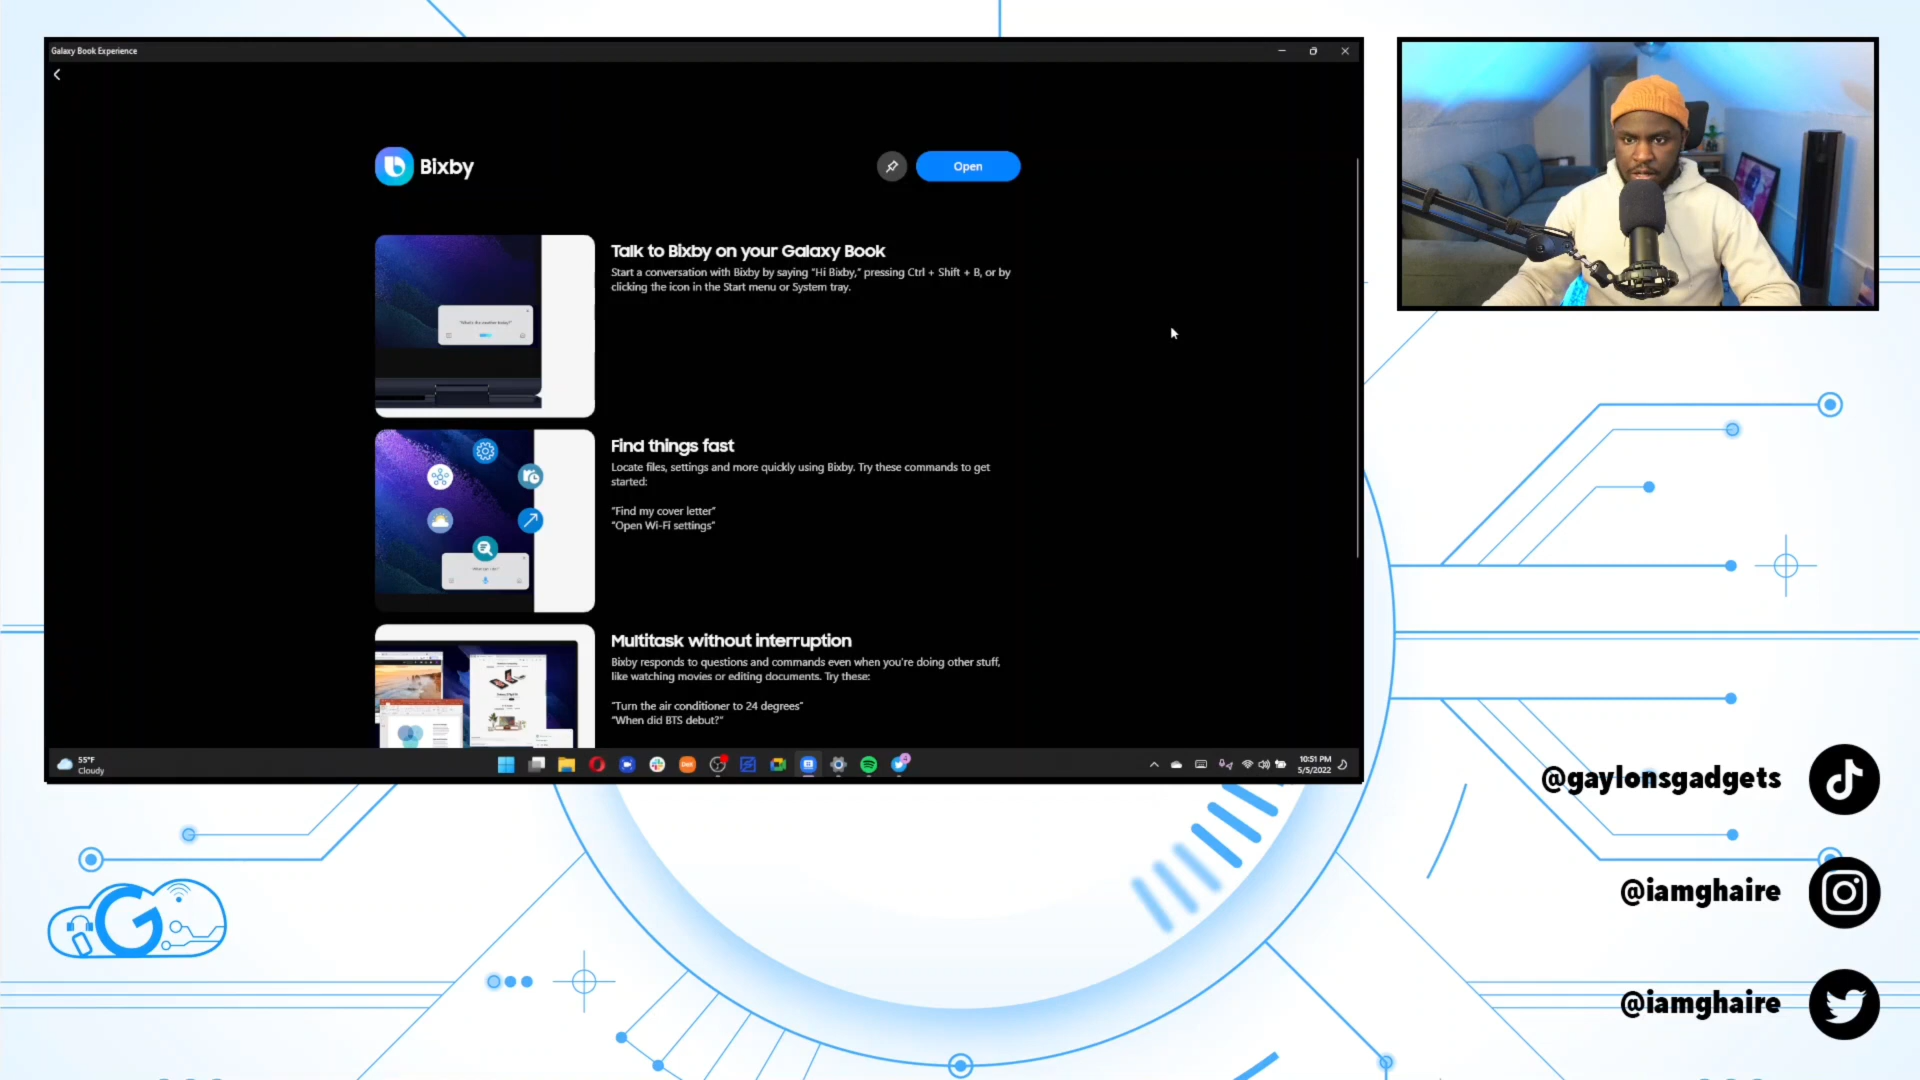 Galaxy Book Experience
Bixby
Open
Talk to Bixby on your Galaxy Book
Start a conversation with Bixby by saying “Hi Bixby,” pressing Ctrl + Shift + B, or by
clicking the icon in the Start menu or System tray.
Find things fast
Locate files, settings and more quickly using Bixby. Try these commands to get
started:
“Find my cover letter”
“Open Wi-Fi settings”
Multitask without interruption
Bixby responds to questions and commands even when you're doing other stuff,
like watching movies or editing documents. Try these:
“Turn the air conditioner to 24 degrees”
“When did BTS debut?”
55°F
Cloudy
10:51 PM
5/5/2022
@gaylonsgadgets
@iamghaire
@iamghaire
G